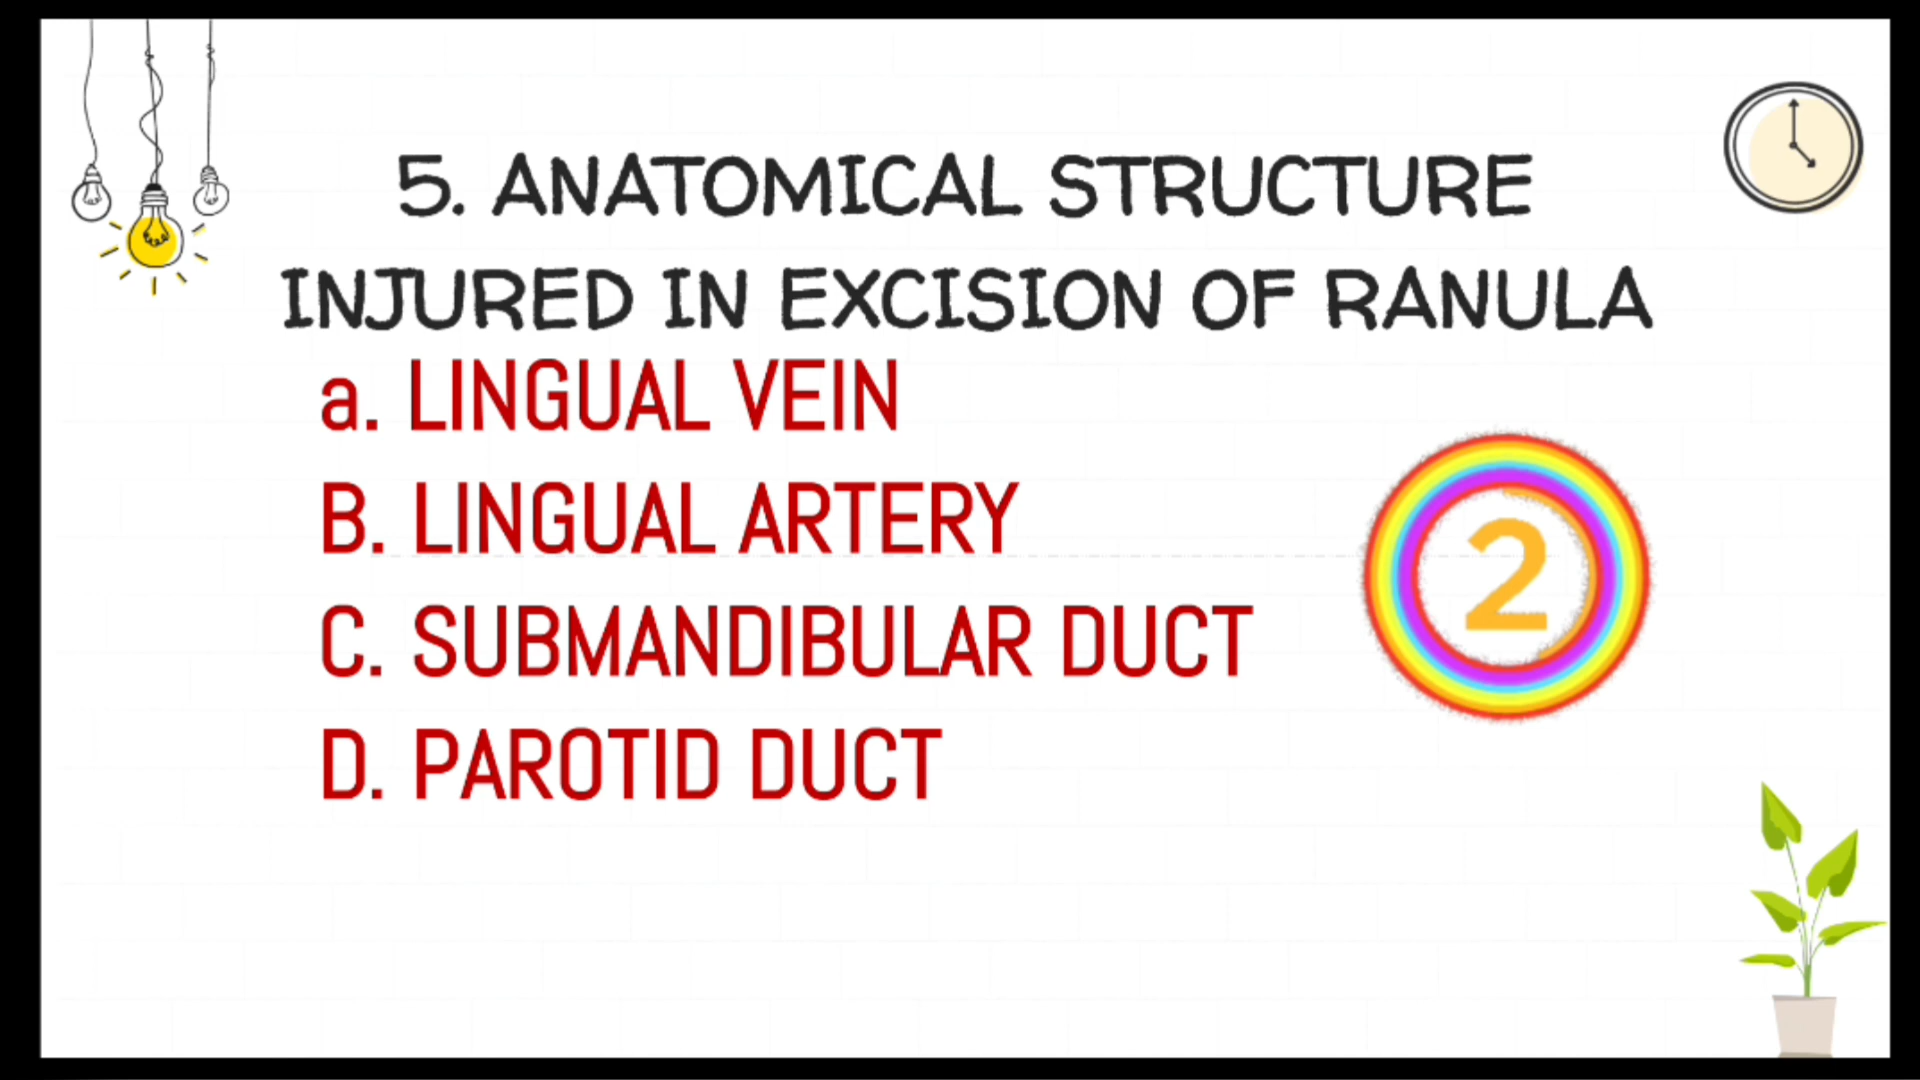 5. ANATOMICAL STRUCTURE
INJURED IN EXCISION OF RANULA
a. LINGUAL VEIN
B. LINGUAL ARTERY
C. SUBMANDIBULAR DUCT
D. PAROTID DUCT
2